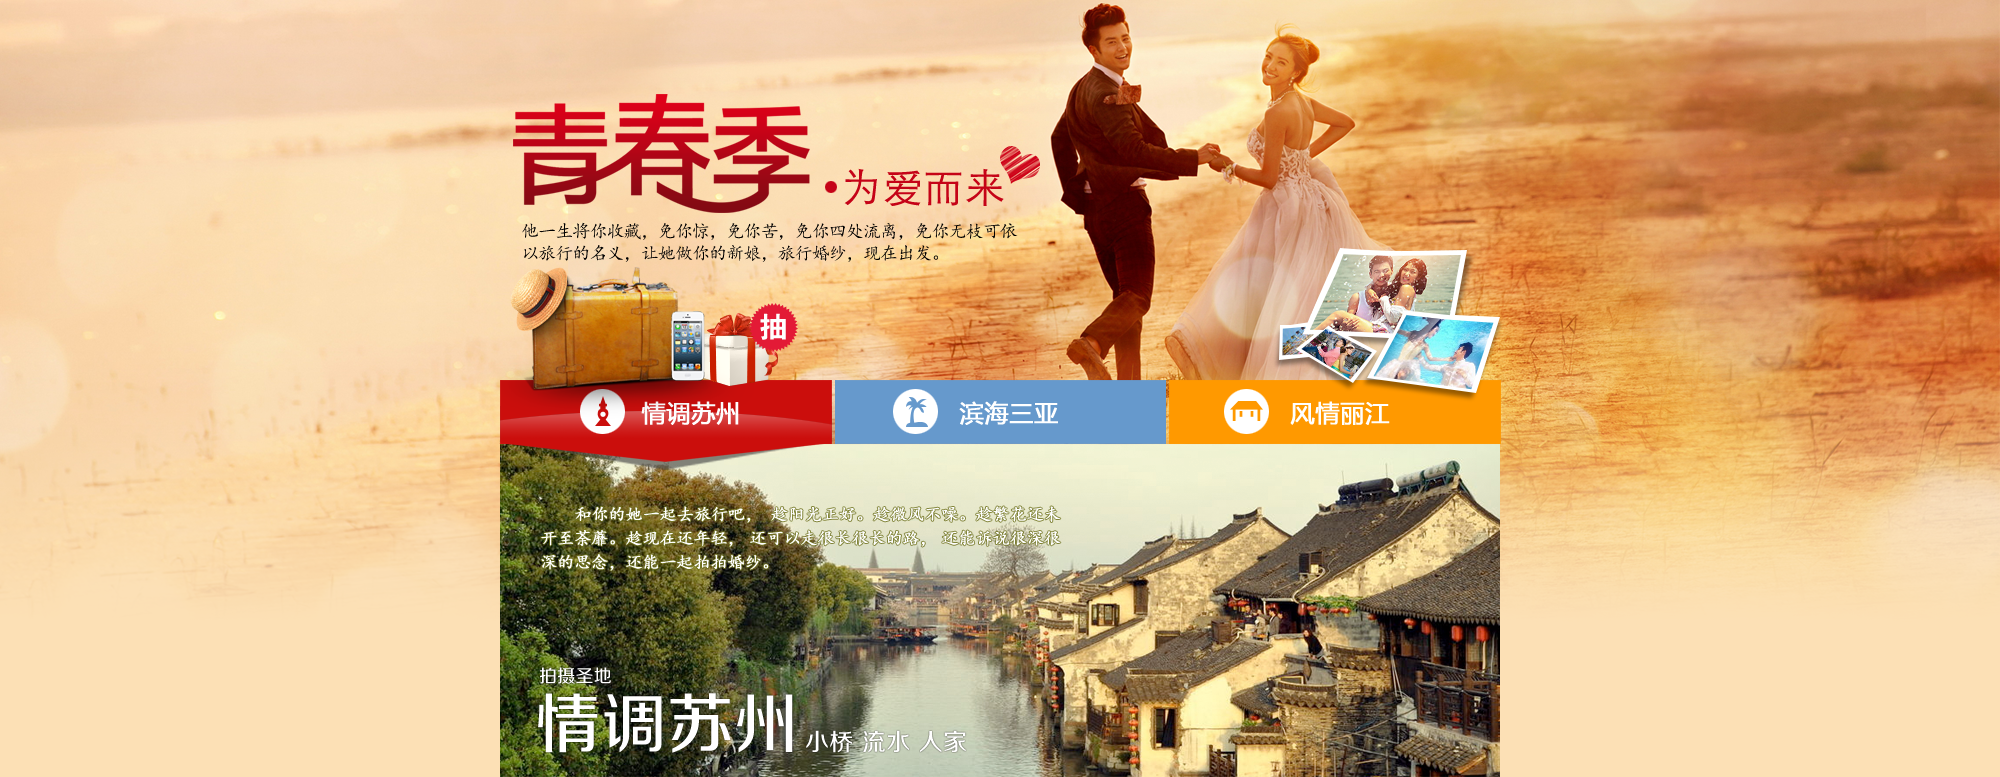 青春季
·为爱而来
他一生将你收藏，免你惊，免你苦，免你四处流离，免你无枝可依
以旅行的名义，让她做你的新娘，旅行婚纱，现在出发。
抽
情调苏州
滨海三亚
风情丽江
和你的她一起去旅行吧， 趁阳光正好。趁微风不噪。趁繁花还未
开至荼蘼。趁现在还年轻， 还可以走很长很长的路， 还能诉说很深很
深的思念，还能一起拍拍婚纱。
拍摄圣地
情调苏州
小桥 流水 人家